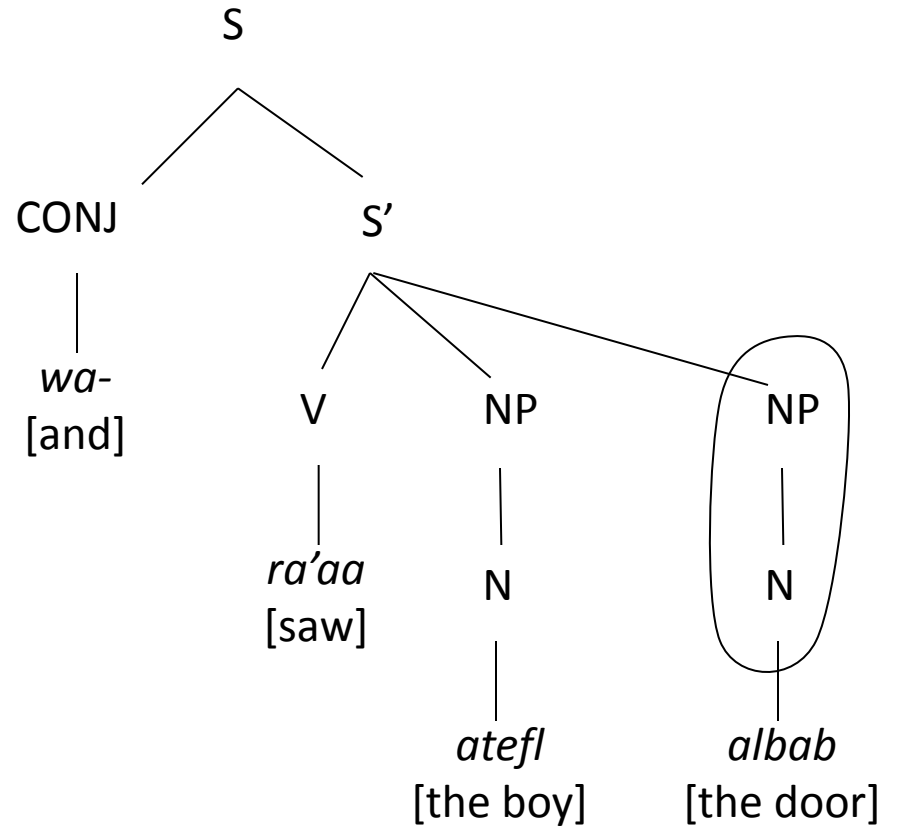 S
CONJ S’
wa-
[and]
V NP NP
ra’aa
[saw]
N N
atefl albab
[the boy] [the door]